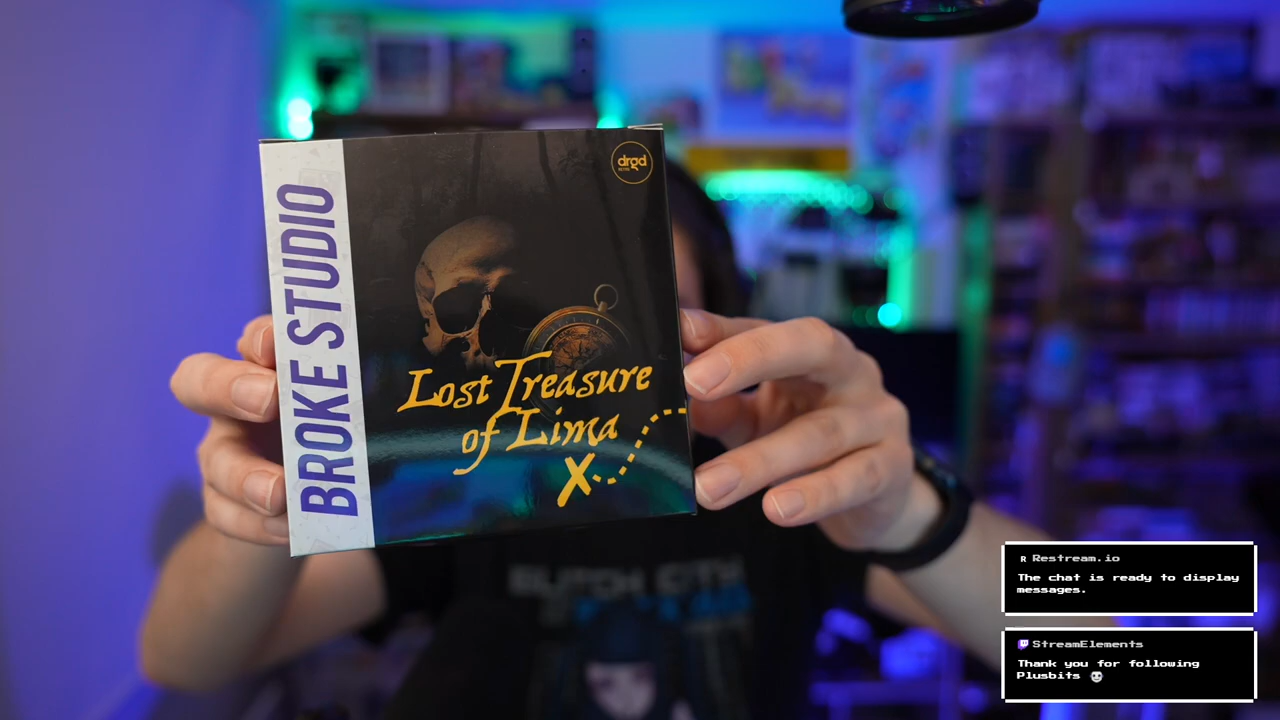 BROKE STUDIO
drgd
Lost Treasure
of Lima
X
R Restream.io
The chat is ready to display
messages.
StreamElements
Thank you for following
Plusbits